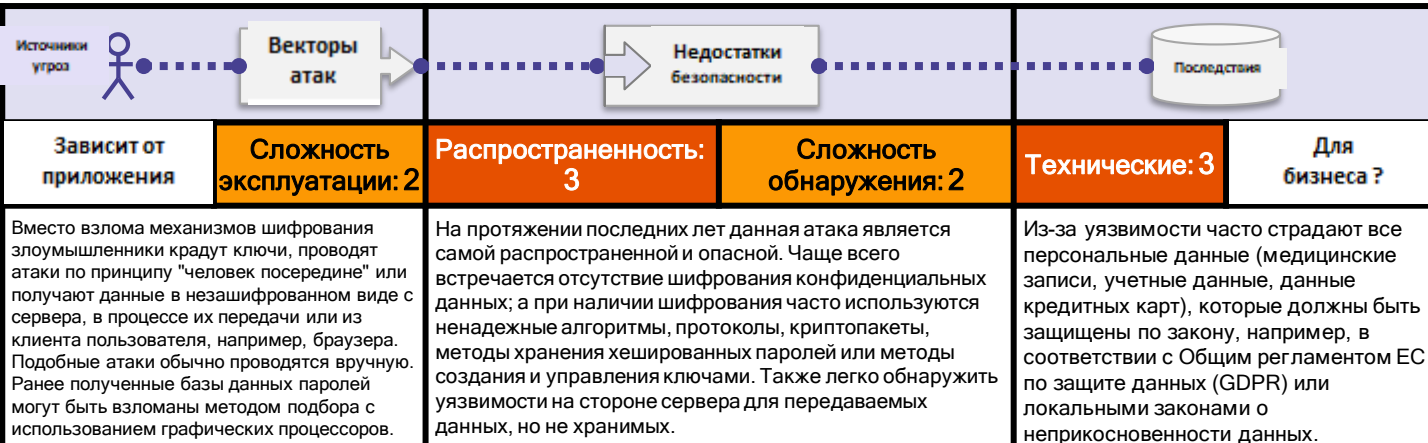 Источники
угроз
Векторы
атак
Недостатки
безопасности
Последствия
Зависит от
приложения
Сложность
эксплуатации: 2
Распространенность:
3
Сложность
обнаружения: 2
Технические: 3
Для
бизнеса ?
Вместо взлома механизмов шифрования
злоумышленники крадут ключи, проводят
атаки по принципу "человек посередине" или
получают данные в незашифрованном виде с
сервера, в процессе их передачи или из
клиента пользователя, например, браузера.
Подобные атаки обычно проводятся вручную.
Ранее полученные базы данных паролей
могут быть взломаны методом подбора с
использованием графических процессоров.
На протяжении последних лет данная атака является
самой распространенной и опасной. Чаще всего
встречается отсутствие шифрования конфиденциальных
данных; а при наличии шифрования часто используются
ненадежные алгоритмы, протоколы, криптопакеты,
методы хранения хешированных паролей или методы
создания и управления ключами. Также легко обнаружить
уязвимости на стороне сервера для передаваемых
данных, но не хранимых.
Из-за уязвимости часто страдают все
персональные данные (медицинские
записи, учетные данные, данные
кредитных карт), которые должны быть
защищены по закону, например, в
соответствии с Общим регламентом ЕС
по защите данных (GDPR) или
локальными законами о
неприкосновенности данных.